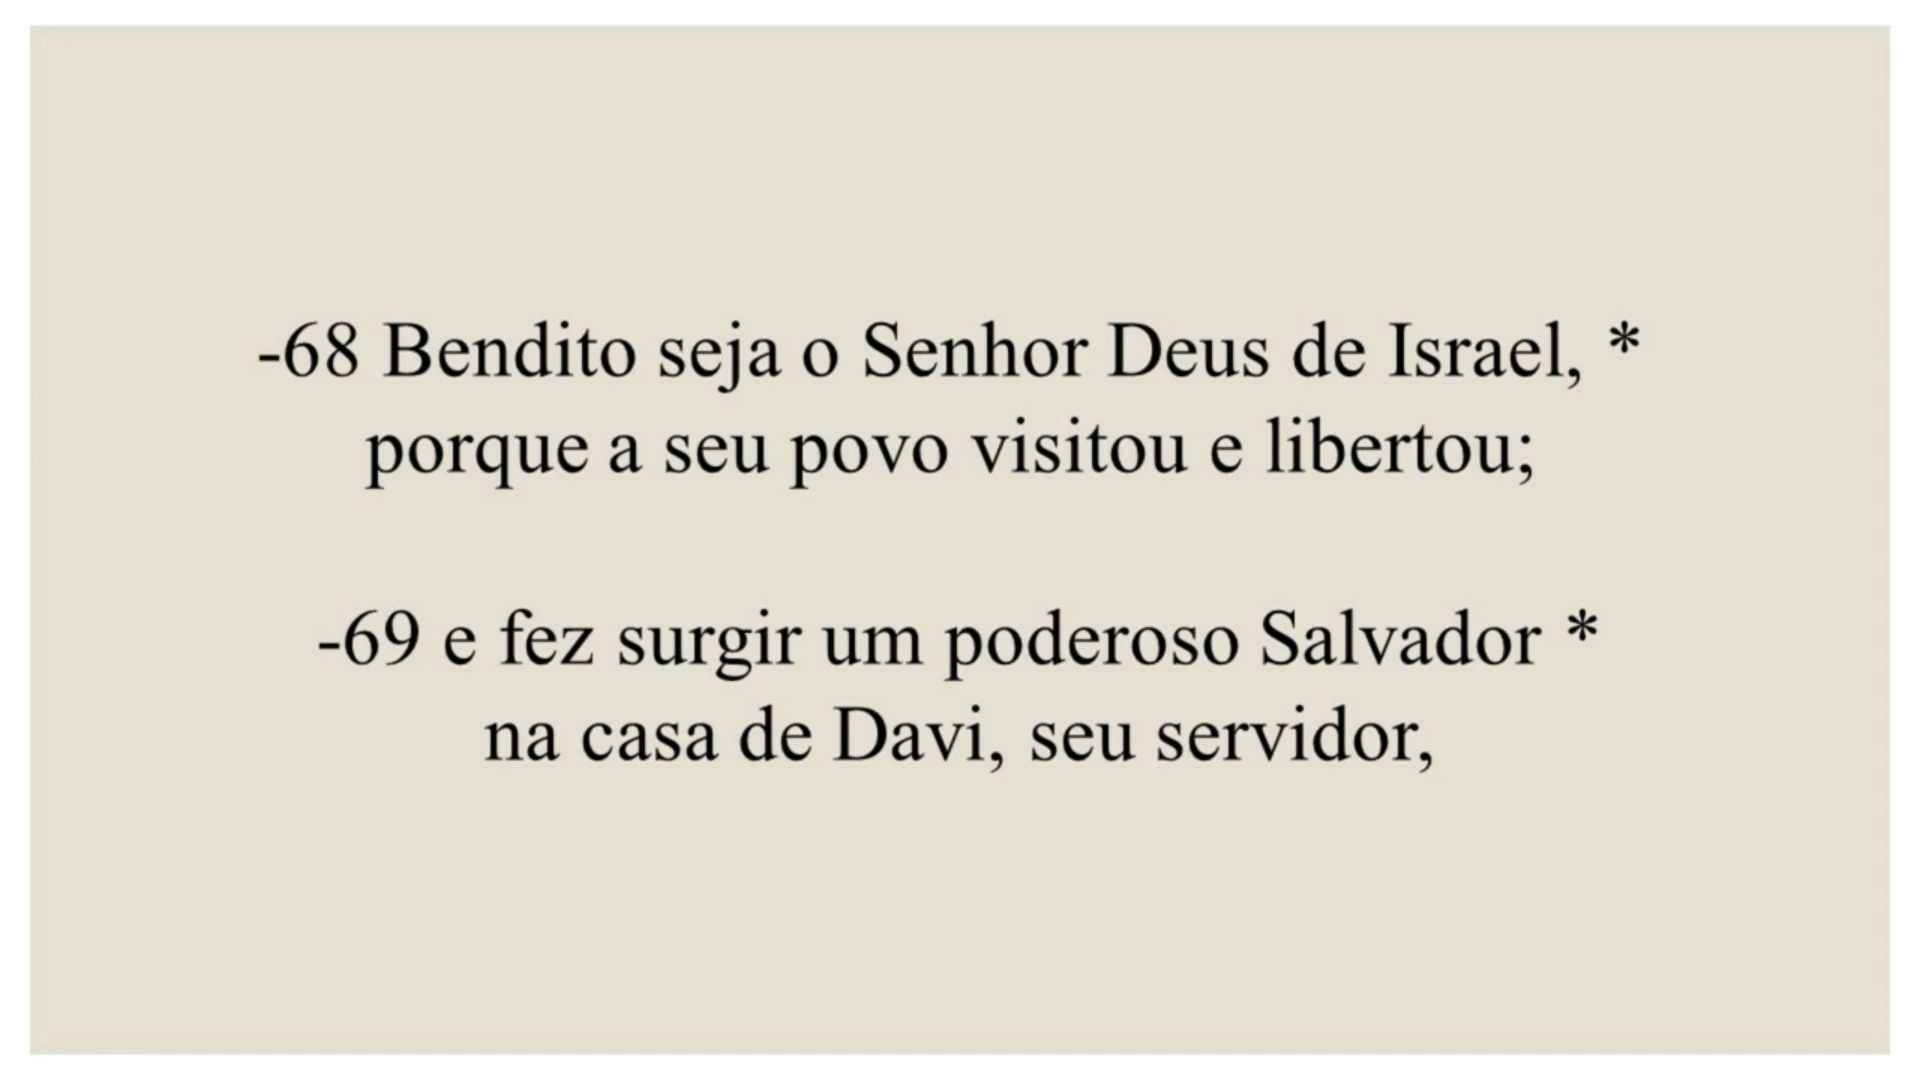 -68 Bendito seja o Senhor Deus de Israel, *
porque a seu povo visitou e libertou;
-69 e fez surgir um poderoso Salvador *
na casa de Davi, seu servidor,